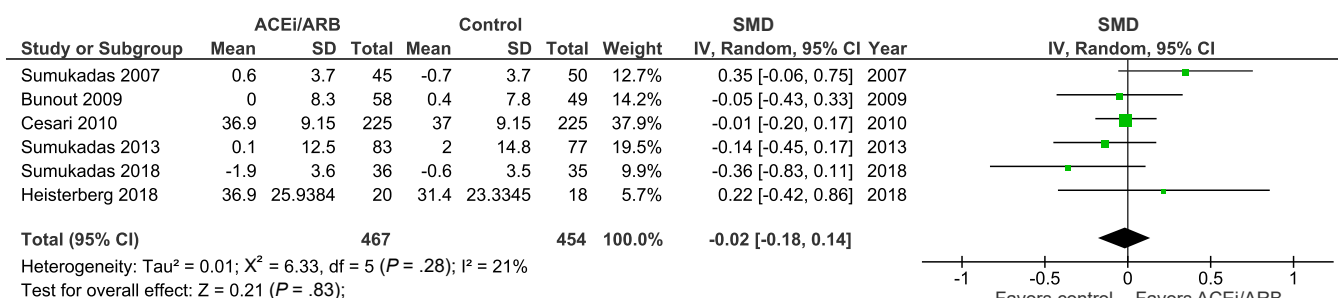 ACEi/ARB Control SMD SMD
Study or Subgroup Mean SD Total Mean SD Total Weight IV, Random, 95% CI Year IV, Random, 95% CI
Sumukadas 2007 0.6 3.7 45 -0.7 3.7 50 12.7% 0.35 [-0.06, 0.75] 2007
Bunout 2009 0 8.3 58 0.4 7.8 49 14.2% -0.05 [-0.43, 0.33] 2009
Cesari 2010 36.9 9.15 225 37 9.15 225 37.9% -0.01 [-0.20, 0.17] 2010
Sumukadas 2013 0.1 12.5 83 2 14.8 77 19.5% -0.14 [-0.45, 0.17] 2013
Sumukadas 2018 -1.9 3.6 36 -0.6 3.5 35 9.9% -0.36 [-0.83, 0.11] 2018
Heisterberg 2018 36.9 25.9384 20 31.4 23.3345 18 5.7% 0.22 [-0.42, 0.86] 2018
Total (95% CI) 467 454 100.0% -0.02 [-0.18, 0.14]
Heterogeneity: Tau² = 0.01; X² = 6.33, df = 5 (P = .28); I² = 21%
Test for overall effect: Z = 0.21 (P = .83);
-1 -0.5 0 0.5 1
Favors control Favors ACEi/ARB